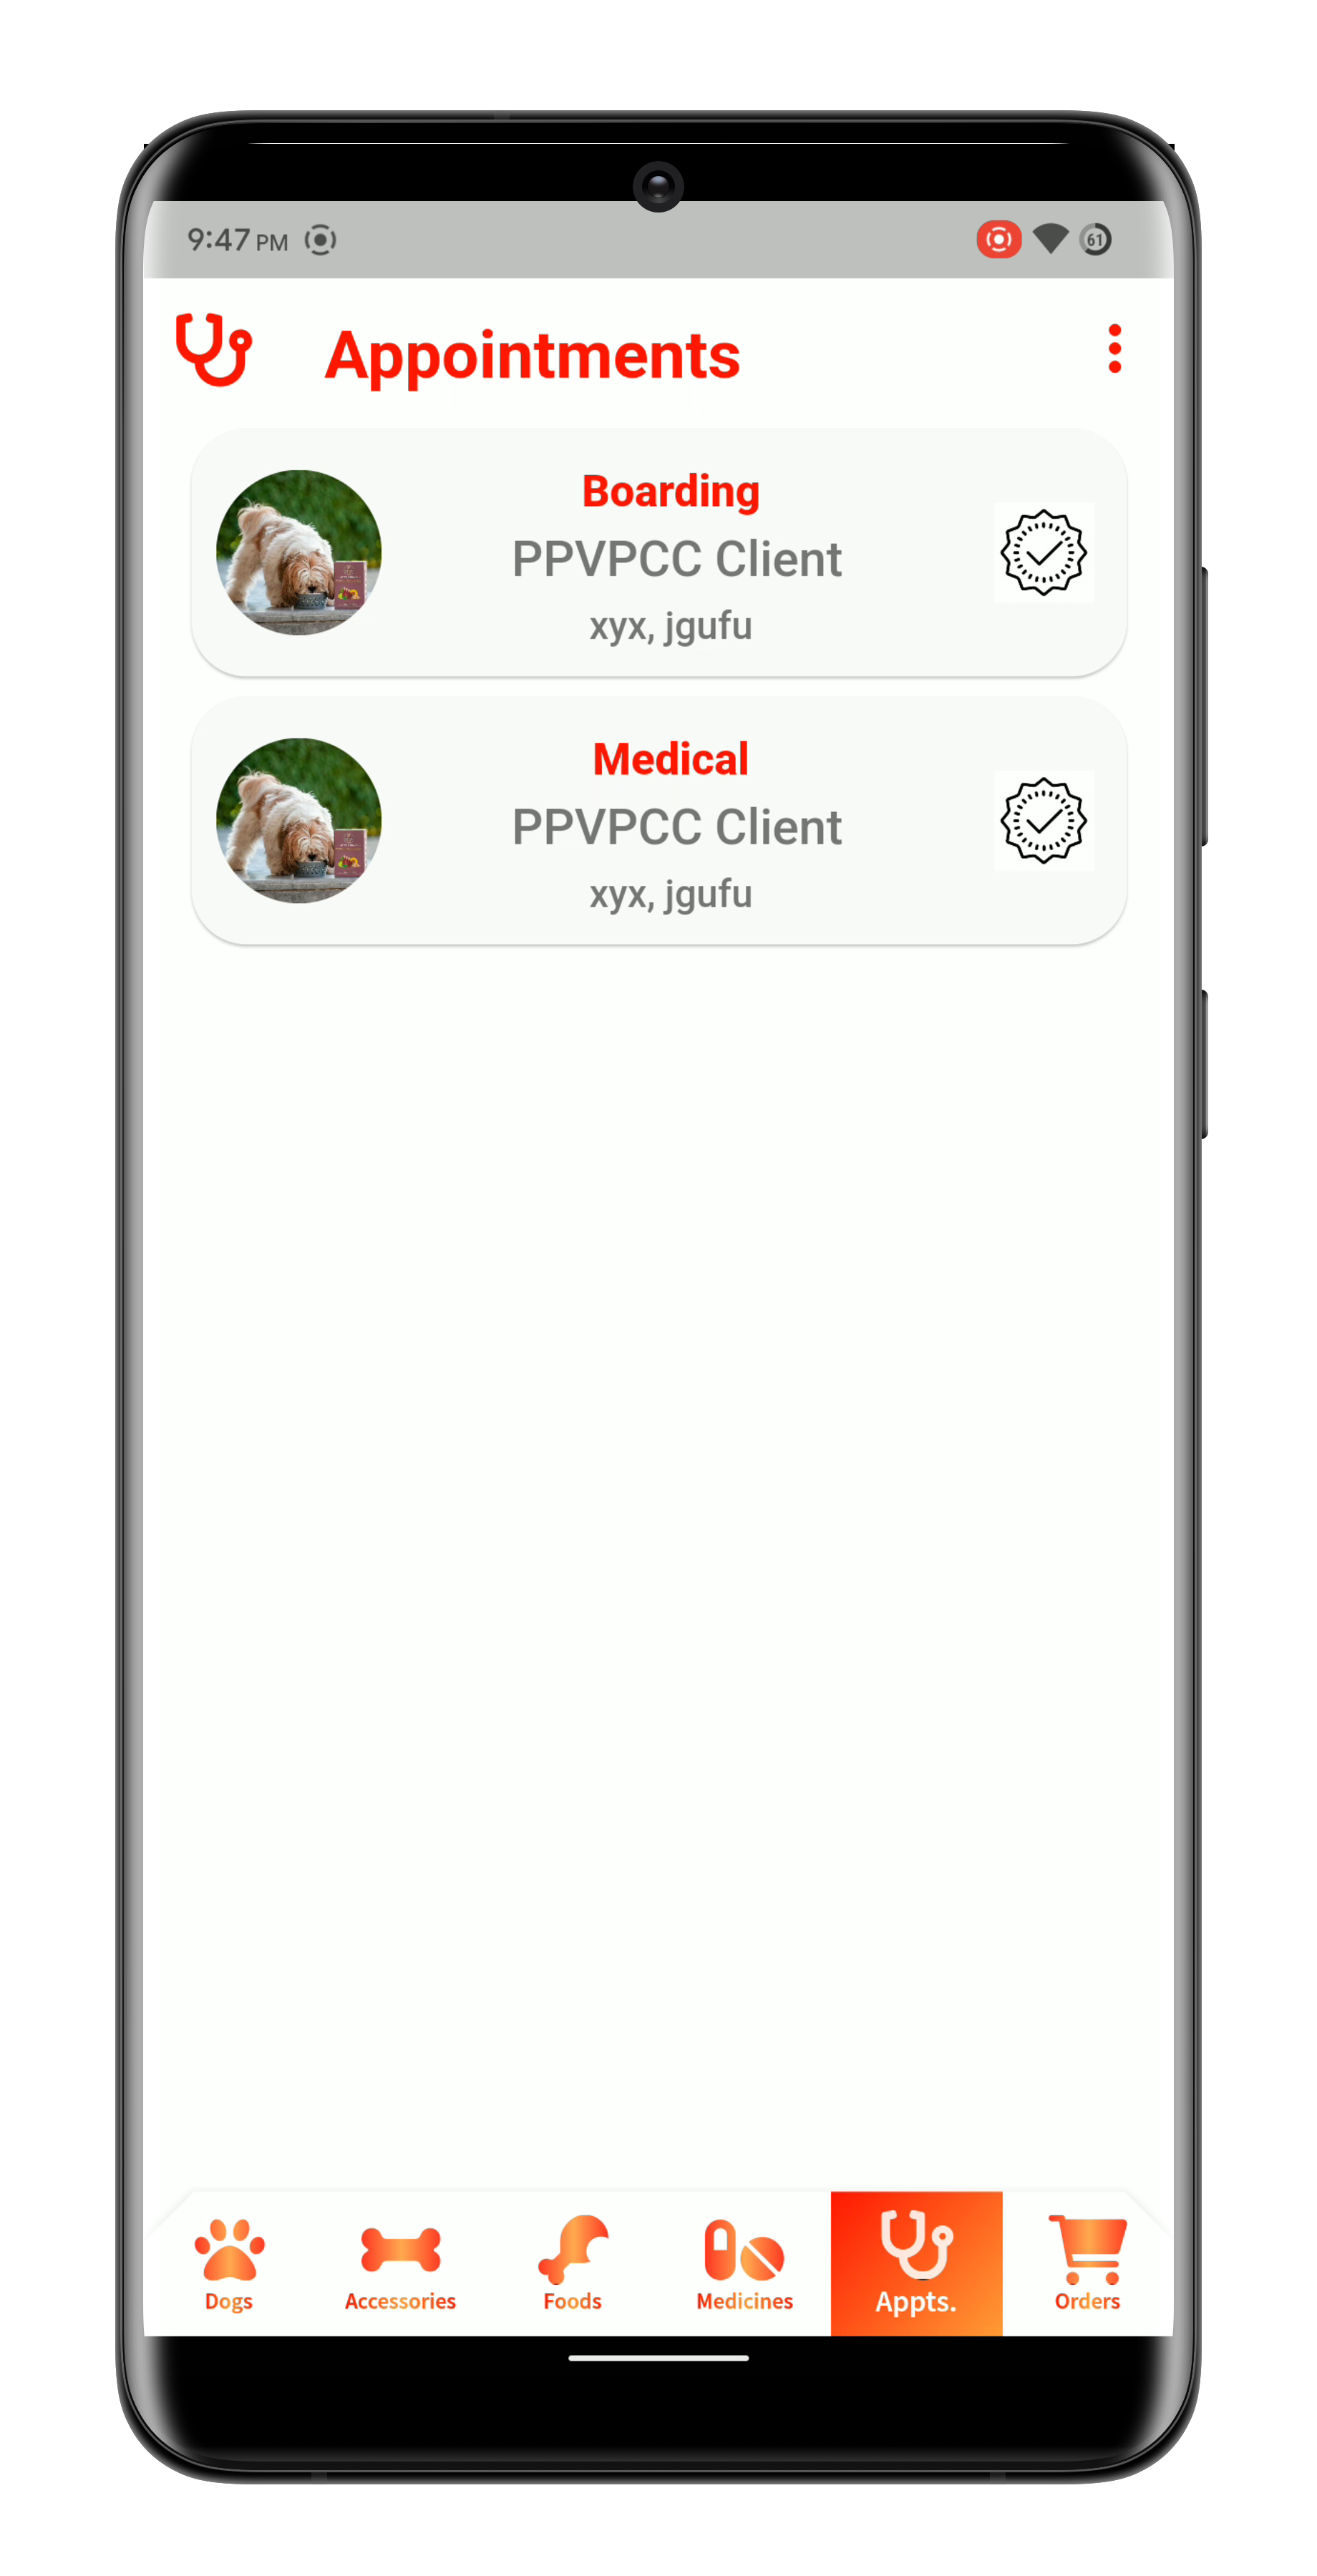 9:47 PM
61
Appointments
Boarding
PPVPCC Client
xyx, jgufu
Medical
PPVPCC Client
xyx, jgufu
Dogs
Accessories
Foods
Medicines
Appts.
Orders